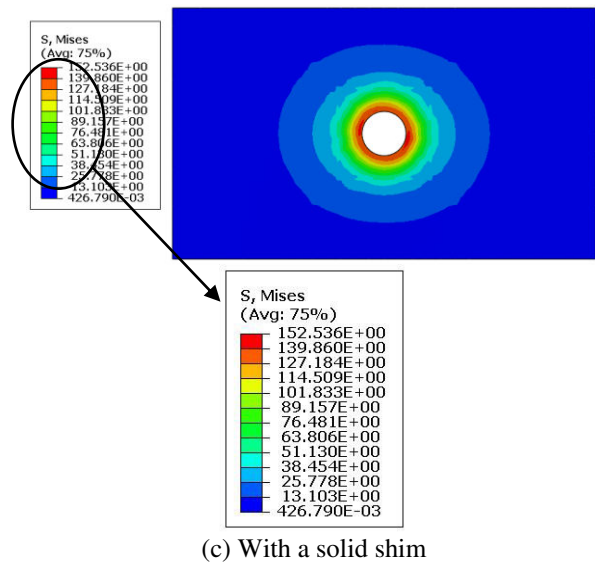 S, Mises
(Avg: 75%)
152.536E+00
139.860E+00
127.184E+00
114.509E+00
101.833E+00
89.157E+00
76.481E+00
63.806E+00
51.130E+00
38.454E+00
25.778E+00
13.103E+00
426.790E-03
S, Mises
(Avg: 75%)
152.536E+00
139.860E+00
127.184E+00
114.509E+00
101.833E+00
89.157E+00
76.481E+00
63.806E+00
51.130E+00
38.454E+00
25.778E+00
13.103E+00
426.790E-03
(c) With a solid shim